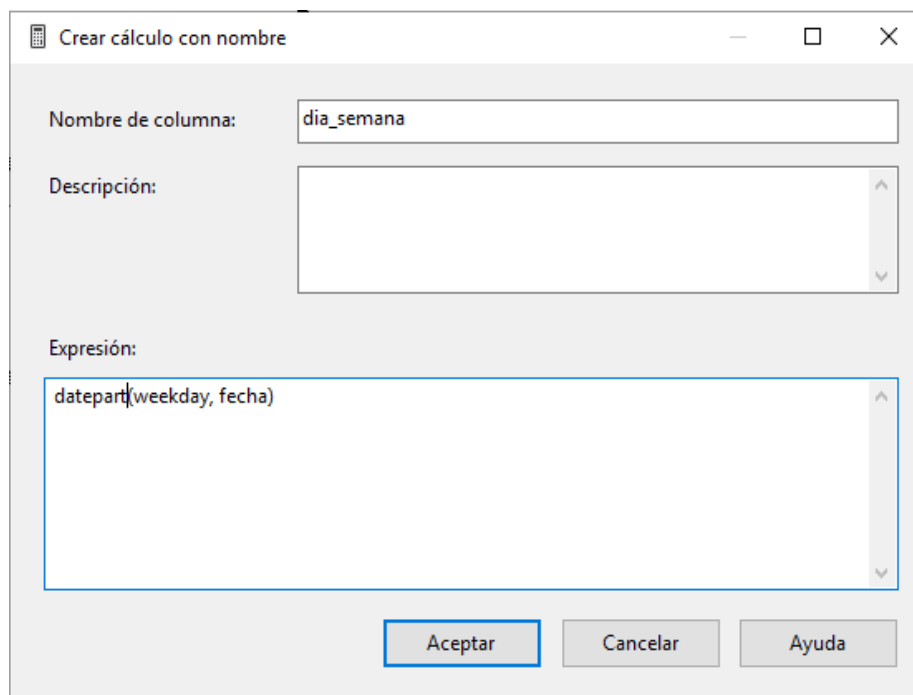 Crear cálculo con nombre
Nombre de columna:
dia_semana
Descripción:
Expresión:
datepart(weekday, fecha)
Aceptar
Cancelar
Ayuda